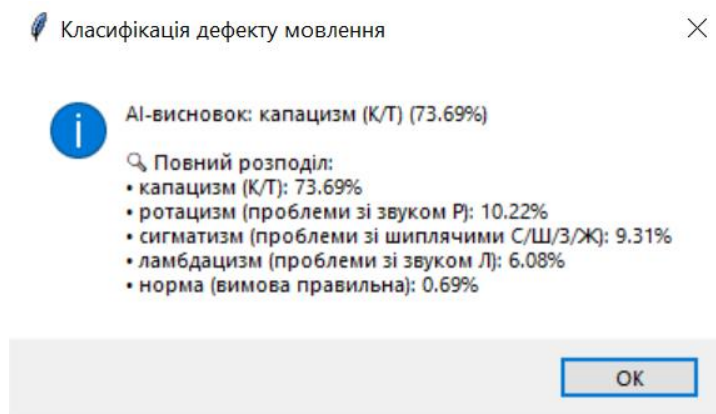 Класифікація дефекту мовлення
AI-висновок: капацизм (К/Т) (73.69%)
🔍 Повний розподіл:
• капацизм (К/Т): 73.69%
• ротацизм (проблеми зі звуком Р): 10.22%
• сигматизм (проблеми зі шиплячими С/Ш/З/Ж): 9.31%
• ламбдацизм (проблеми зі звуком Л): 6.08%
• норма (вимова правильна): 0.69%
ОК